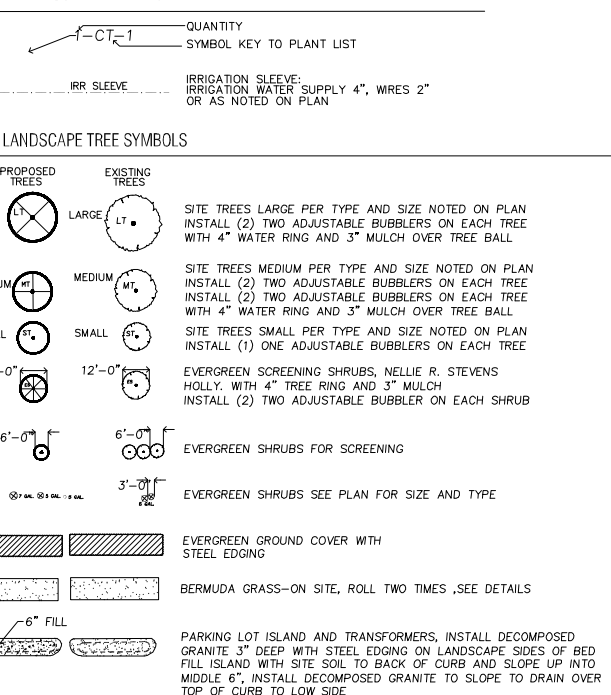 QUANTITY
1-CT-1
SYMBOL KEY TO PLANT LIST
IRR SLEEVE
IRRIGATION SLEEVE:
IRRIGATION WATER SUPPLY 4", WIRES 2"
OR AS NOTED ON PLAN
LANDSCAPE TREE SYMBOLS
PROPOSED TREES
EXISTING TREES
LT
LARGE
LT
SITE TREES LARGE PER TYPE AND SIZE NOTED ON PLAN
INSTALL (2) TWO ADJUSTABLE BUBBLERS ON EACH TREE
WITH 4" WATER RING AND 3" MULCH OVER TREE BALL
UM
MT
MEDIUM
MT
SITE TREES MEDIUM PER TYPE AND SIZE NOTED ON PLAN
INSTALL (2) TWO ADJUSTABLE BUBBLERS ON EACH TREE
INSTALL (2) TWO ADJUSTABLE BUBBLERS ON EACH TREE
WITH 4" WATER RING AND 3" MULCH OVER TREE BALL
L
ST
SMALL
ST
SITE TREES SMALL PER TYPE AND SIZE NOTED ON PLAN
INSTALL (1) ONE ADJUSTABLE BUBBLERS ON EACH TREE
-0"
12'-0"
ES
EVERGREEN SCREENING SHRUBS, NELLIE R. STEVENS
HOLLY. WITH 4" TREE RING AND 3" MULCH
INSTALL (2) TWO ADJUSTABLE BUBBLER ON EACH SHRUB
6'-0"
6'-0"
EVERGREEN SHRUBS FOR SCREENING
7 GAL. 5 GAL. 5 GAL.
3'-0"
5 GAL.
EVERGREEN SHRUBS SEE PLAN FOR SIZE AND TYPE
EVERGREEN GROUND COVER WITH
STEEL EDGING
BERMUDA GRASS-ON SITE, ROLL TWO TIMES ,SEE DETAILS
6" FILL
PARKING LOT ISLAND AND TRANSFORMERS, INSTALL DECOMPOSED
GRANITE 3" DEEP WITH STEEL EDGING ON LANDSCAPE SIDES OF BED
FILL ISLAND WITH SITE SOIL TO BACK OF CURB AND SLOPE UP INTO
MIDDLE 6", INSTALL DECOMPOSED GRANITE TO SLOPE TO DRAIN OVER
TOP OF CURB TO LOW SIDE